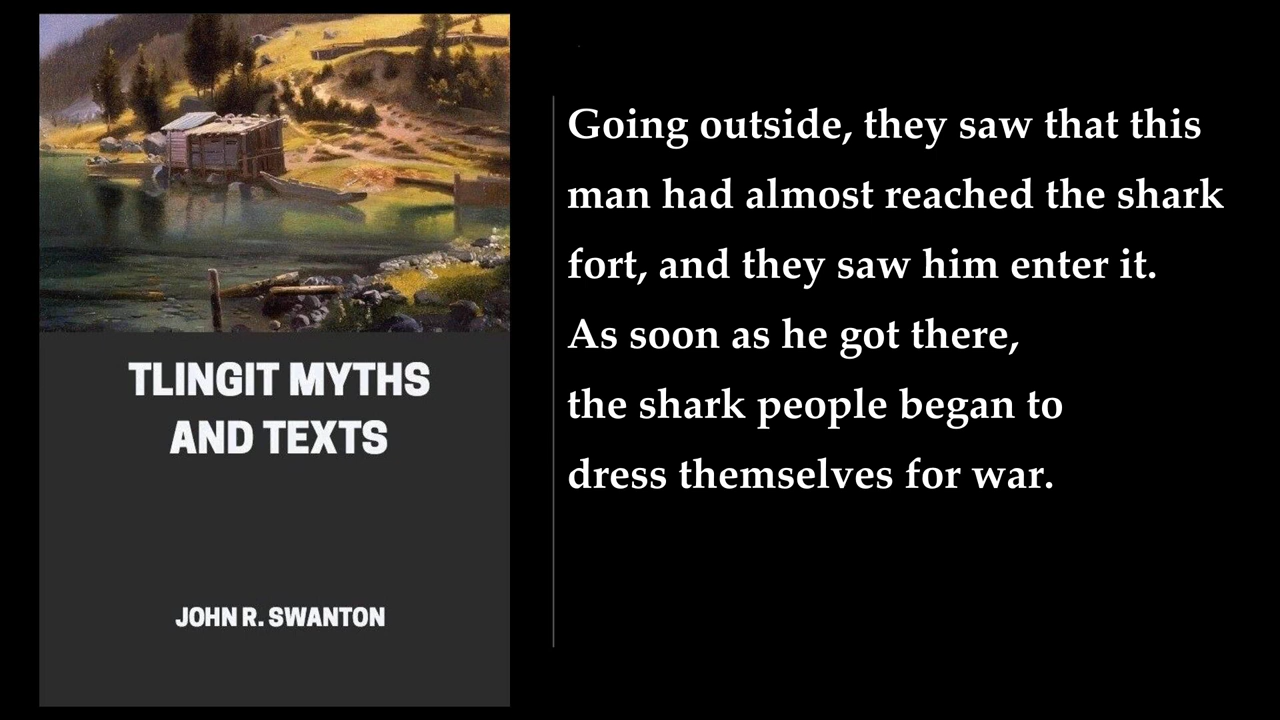 TLINGIT MYTHS
AND TEXTS
JOHN R. SWANTON
Going outside, they saw that this
man had almost reached the shark
fort, and they saw him enter it.
As soon as he got there,
the shark people began to
dress themselves for war.